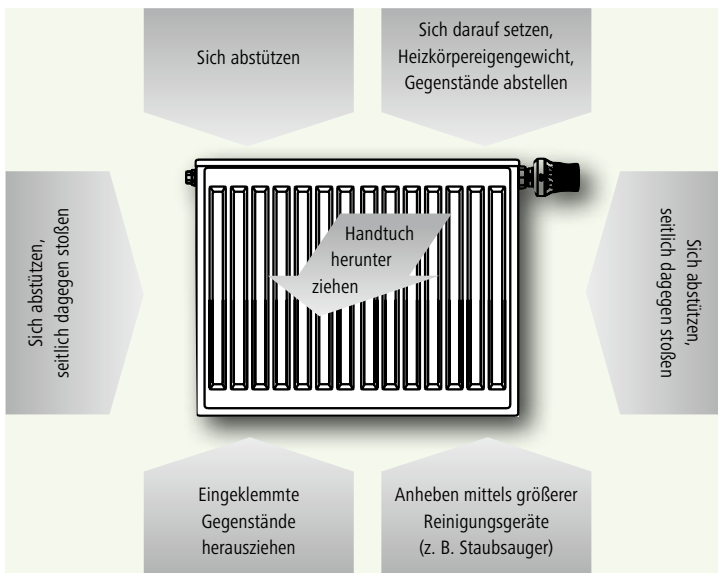 Sich abstützen
Sich darauf setzen,
Heizkörpereigengewicht,
Gegenstände abstellen
Sich abstützen,
seitlich dagegen stoßen
Handtuch
herunter
ziehen
Sich abstützen,
seitlich dagegen stoßen
Eingeklemmte
Gegenstände
herausziehen
Anheben mittels größerer
Reinigungsgeräte
(z. B. Staubsauger)